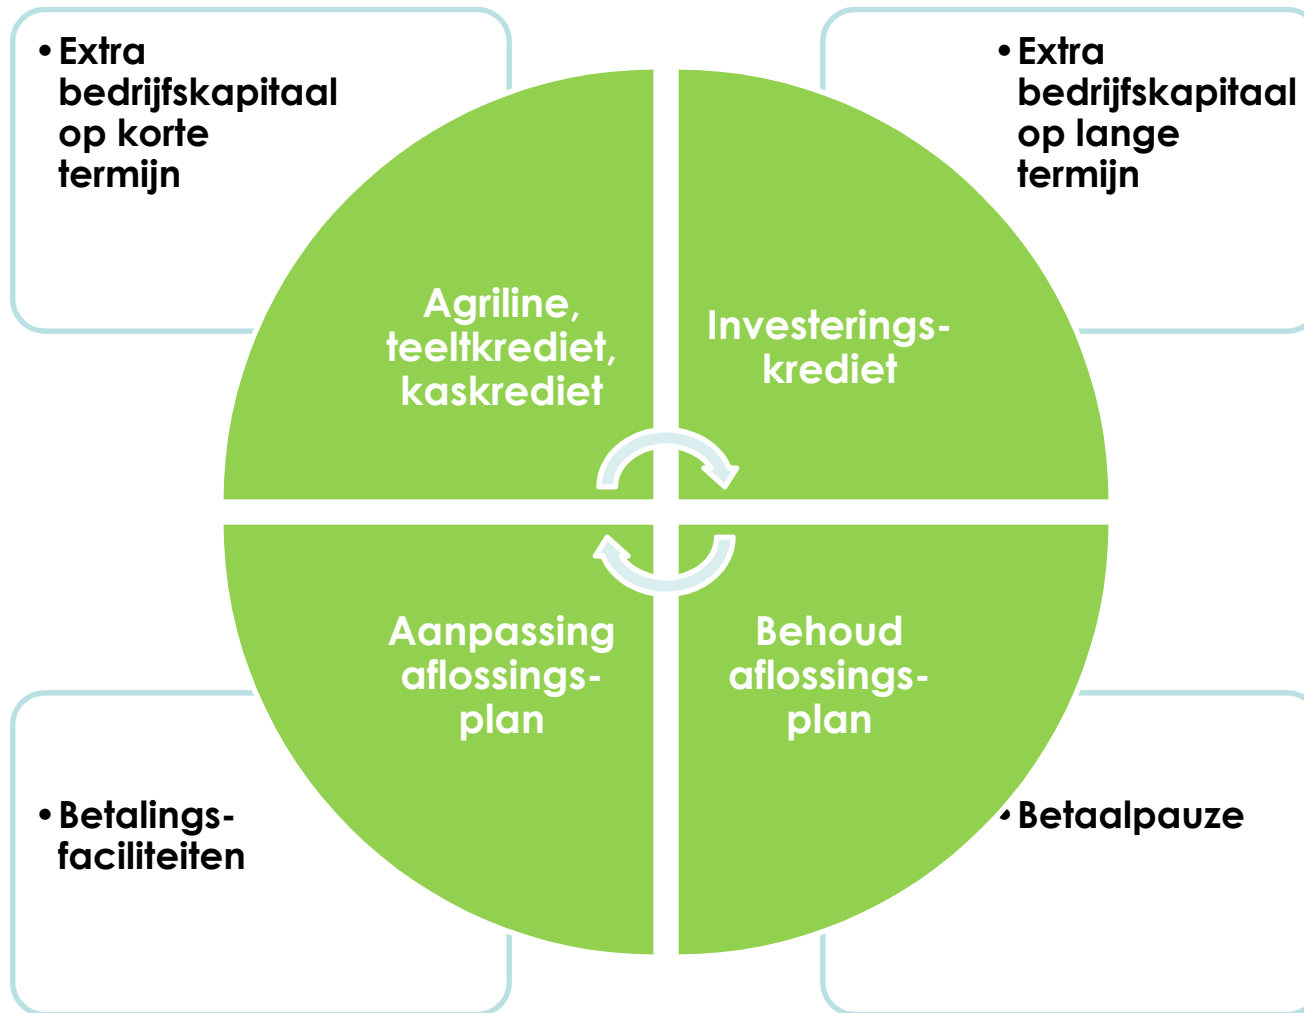 • Extra
bedrijfskapitaal
op korte
termijn
• Extra
bedrijfskapitaal
op lange
termijn
Agriline,
teeltkrediet,
kaskrediet
Investerings-
krediet
Aanpassing
aflossings-
plan
Behoud
aflossings-
plan
• Betalings-
faciliteiten
• Betaalpauze